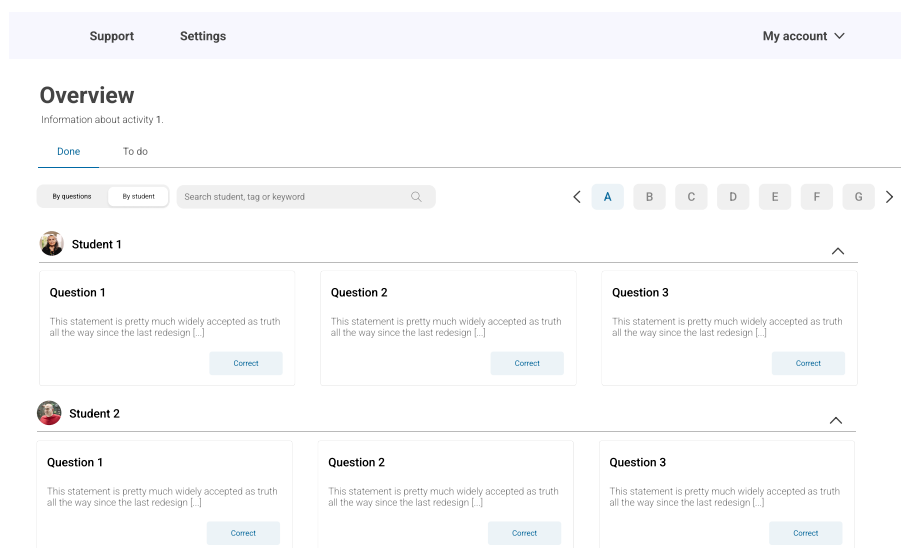 Support Settings My account
Overview
Information about activity 1.
Done To do
By questions By student Search student, tag or keyword A B C D E F G
Student 1
Question 1 Question 2 Question 3
This statement is pretty much widely accepted as truth This statement is pretty much widely accepted as truth This statement is pretty much widely accepted as truth
all the way since the last redesign [...] all the way since the last redesign [...] all the way since the last redesign [...]
Correct Correct Correct
Student 2
Question 1 Question 2 Question 3
This statement is pretty much widely accepted as truth This statement is pretty much widely accepted as truth This statement is pretty much widely accepted as truth
all the way since the last redesign [...] all the way since the last redesign [...] all the way since the last redesign [...]
Correct Correct Correct